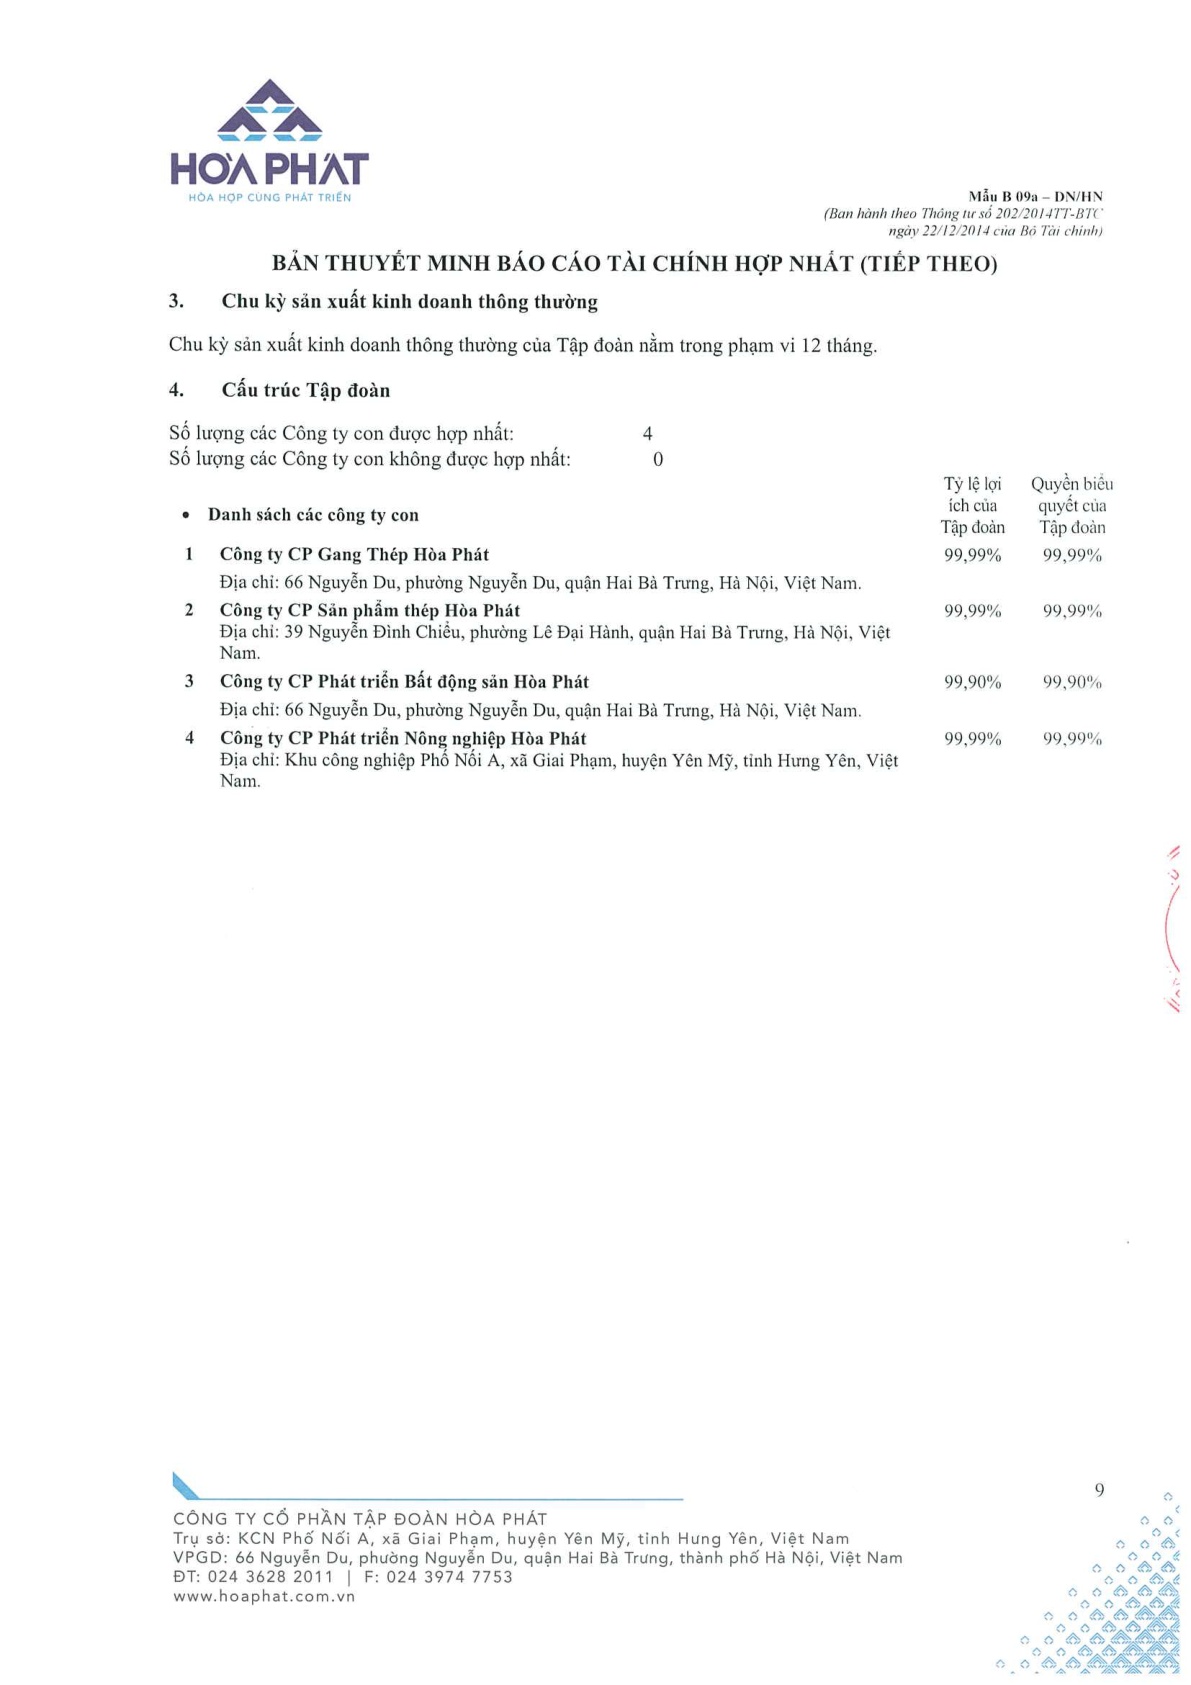 HÒA PHÁT
HÒA HỢP CÙNG PHÁT TRIỂN
Mẫu B 09a – DN/HN
(Ban hành theo Thông tư số 202/2014TT-BTC
ngày 22/12/2014 của Bộ Tài chính)
BẢN THUYẾT MINH BÁO CÁO TÀI CHÍNH HỢP NHẤT (TIẾP THEO)
3. Chu kỳ sản xuất kinh doanh thông thường
Chu kỳ sản xuất kinh doanh thông thường của Tập đoàn nằm trong phạm vi 12 tháng.
4. Cấu trúc Tập đoàn
Số lượng các Công ty con được hợp nhất: 4
Số lượng các Công ty con không được hợp nhất: 0
Tỷ lệ lợi Quyền biểu
ích của quyết của
• Danh sách các công ty con
Tập đoàn Tập đoàn
1 Công ty CP Gang Thép Hòa Phát 99,99% 99,99%
Địa chỉ: 66 Nguyễn Du, phường Nguyễn Du, quận Hai Bà Trưng, Hà Nội, Việt Nam.
2 Công ty CP Sản phẩm thép Hòa Phát 99,99% 99,99%
Địa chỉ: 39 Nguyễn Đình Chiểu, phường Lê Đại Hành, quận Hai Bà Trưng, Hà Nội, Việt
Nam.
3 Công ty CP Phát triển Bất động sản Hòa Phát 99,90% 99,90%
Địa chỉ: 66 Nguyễn Du, phường Nguyễn Du, quận Hai Bà Trưng, Hà Nội, Việt Nam.
4 Công ty CP Phát triển Nông nghiệp Hòa Phát 99,99% 99,99%
Địa chỉ: Khu công nghiệp Phố Nối A, xã Giai Phạm, huyện Yên Mỹ, tỉnh Hưng Yên, Việt
Nam.
9
CÔNG TY CỔ PHẦN TẬP ĐOÀN HÒA PHÁT
Trụ sở: KCN Phố Nối A, xã Giai Phạm, huyện Yên Mỹ, tỉnh Hưng Yên, Việt Nam
VPGD: 66 Nguyễn Du, phường Nguyễn Du, quận Hai Bà Trưng, thành phố Hà Nội, Việt Nam
ĐT: 024 3628 2011 | F: 024 3974 7753
www.hoaphat.com.vn